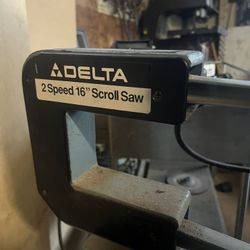 DELTA
2 Speed 16" Scroll Saw